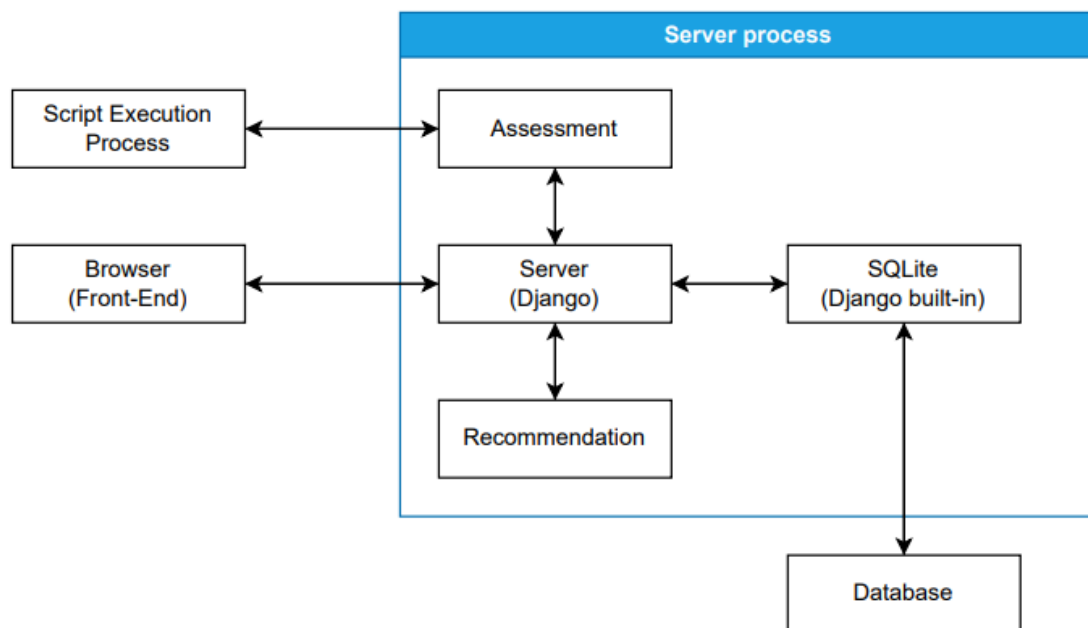 Server process
Script Execution
Process
Assessment
Browser
(Front-End)
Server
(Django)
SQLite
(Django built-in)
Recommendation
Database